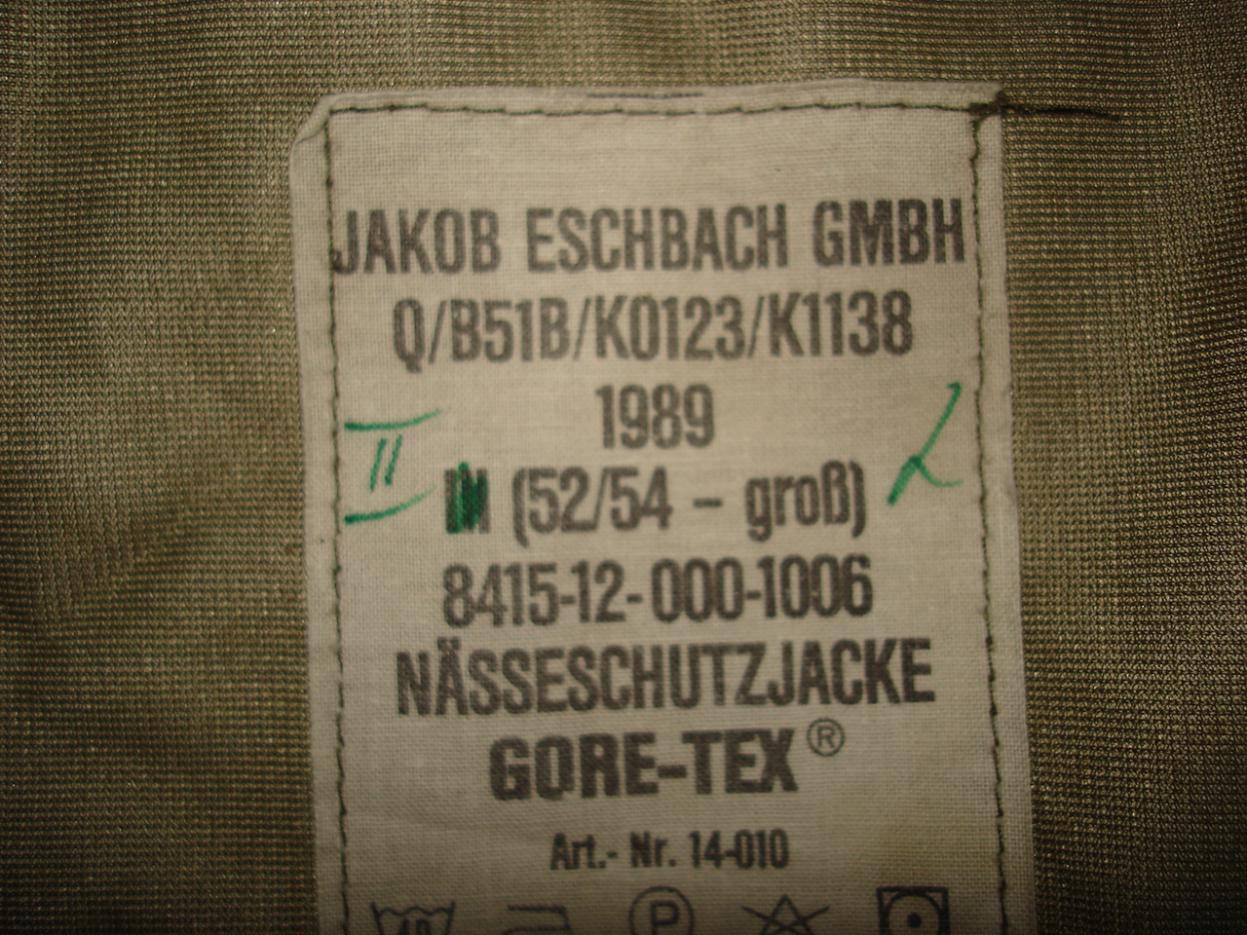 JAKOB ESCHBACH GMBH
Q/B51B/K0123/K1138
1989
II
(52/54 - groß)
8415-12-000-1006
NÄSSESCHUTZJACKE
GORE-TEX®
Art.- Nr. 14-010
P